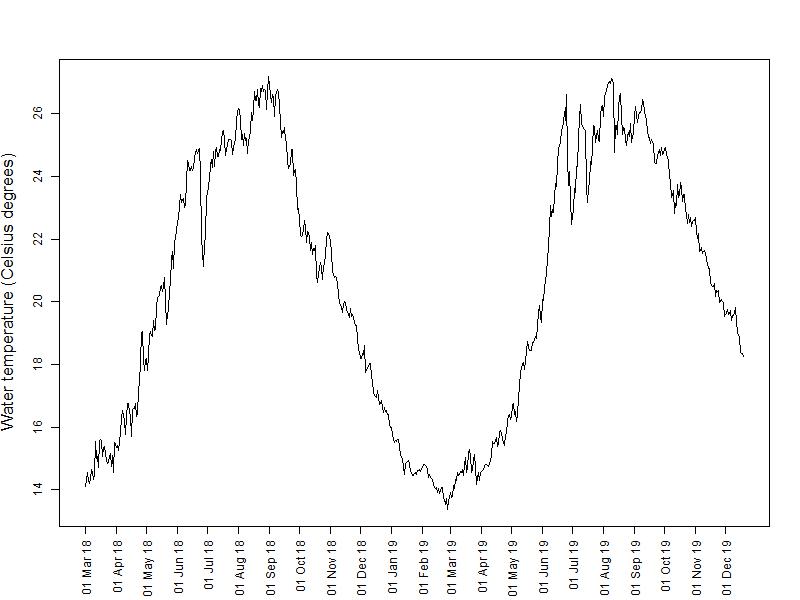 Water temperature (Celsius degrees)
26
24
22
20
18
16
14
01 Mar 18
01 Apr 18
01 May 18
01 Jun 18
01 Jul 18
01 Aug 18
01 Sep 18
01 Oct 18
01 Nov 18
01 Dec 18
01 Jan 19
01 Feb 19
01 Mar 19
01 Apr 19
01 May 19
01 Jun 19
01 Jul 19
01 Aug 19
01 Sep 19
01 Oct 19
01 Nov 19
01 Dec 19